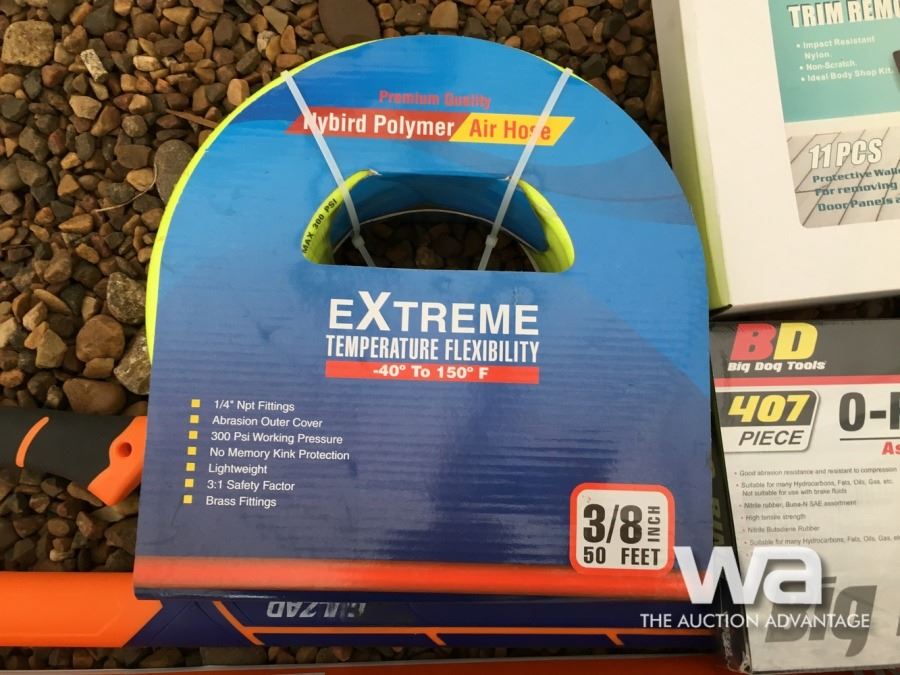 Premium Quality
Hybird Polymer Air Hose
MAX 300 PSI
EXTREME
TEMPERATURE FLEXIBILITY
-40° To 150° F
1/4" Npt Fittings
Abrasion Outer Cover
300 Psi Working Pressure
No Memory Kink Protection
Lightweight
3:1 Safety Factor
Brass Fittings
3/8 INCH
50 FEET
TRIM REMO
• Impact Resistant
Nylon.
• Non-Scratch.
• Ideal Body Shop Kit.
11 PCS
Protective Wall
For removing
Door Panels a
BD
Big Dog Tools
407
PIECE
O-
As
• Good abrasion resistance and resistant to compression
• Suitable for many Hydrocarbons, Fats, Oils, Gas, etc.
Not suitable for use with brake fluids
• Nitrile rubber, Buna-N SAE assortment
• High tensile strength
• Nitrile Butadiene Rubber
• Suitable for many Hydrocarbons, Fats, Oils, Gas, e
Big
wa
THE AUCTION ADVANTAGE